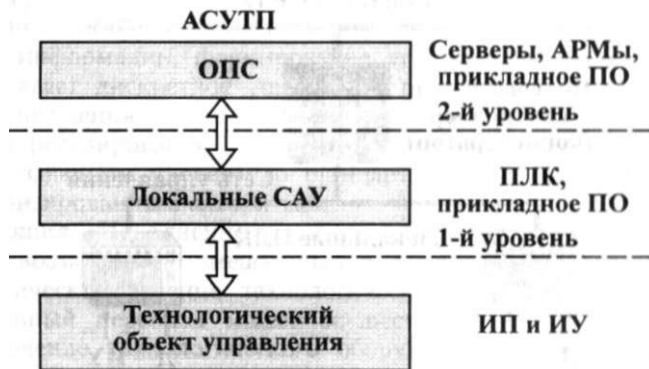 АСУТП
ОПС
Серверы, АРМы,
прикладное ПО
2-й уровень
Локальные САУ
ПЛК,
прикладное ПО
1-й уровень
Технологический
объект управления
ИП и ИУ